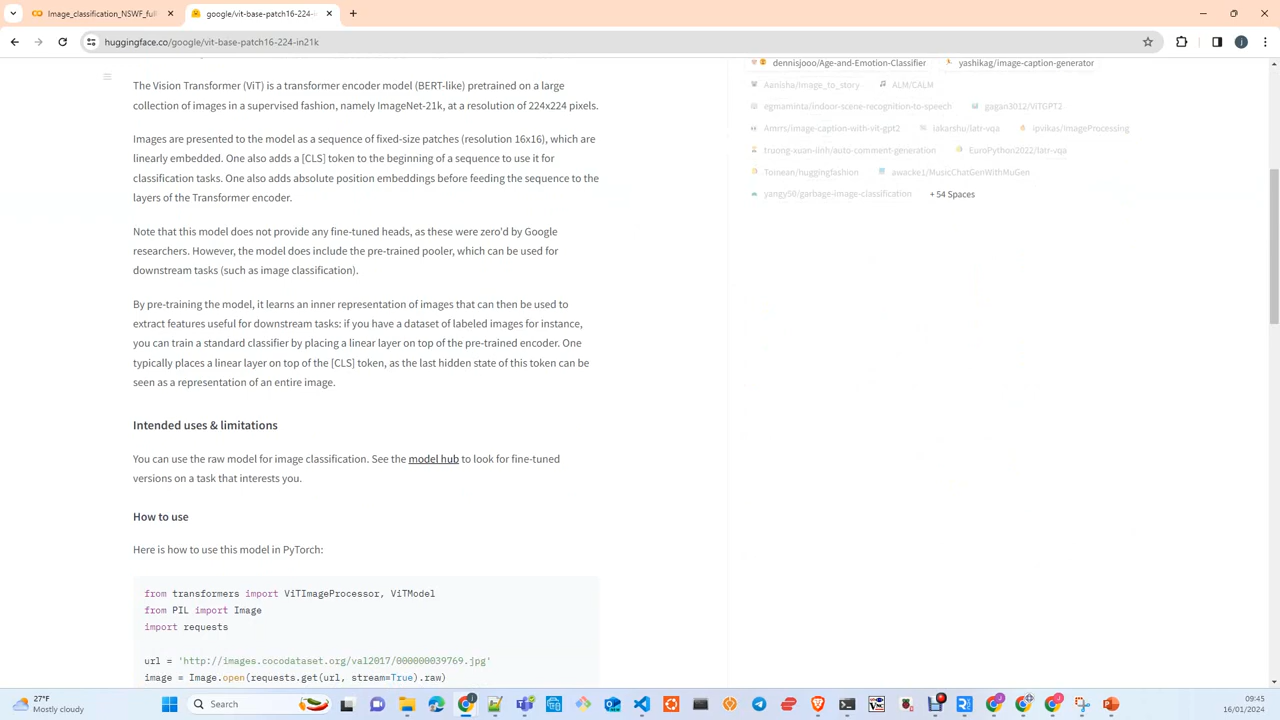 Image_classification_NSWF_full
google/vit-base-patch16-224-
huggingface.co/google/vit-base-patch16-224-in21k
The Vision Transformer (ViT) is a transformer encoder model (BERT-like) pretrained on a large
collection of images in a supervised fashion, namely ImageNet-21k, at a resolution of 224x224 pixels.
Images are presented to the model as a sequence of fixed-size patches (resolution 16x16), which are
linearly embedded. One also adds a [CLS] token to the beginning of a sequence to use it for
classification tasks. One also adds absolute position embeddings before feeding the sequence to the
layers of the Transformer encoder.
Note that this model does not provide any fine-tuned heads, as these were zero'd by Google
researchers. However, the model does include the pre-trained pooler, which can be used for
downstream tasks (such as image classification).
By pre-training the model, it learns an inner representation of images that can then be used to
extract features useful for downstream tasks: if you have a dataset of labeled images for instance,
you can train a standard classifier by placing a linear layer on top of the pre-trained encoder. One
typically places a linear layer on top of the [CLS] token, as the last hidden state of this token can be
seen as a representation of an entire image.
Intended uses & limitations
You can use the raw model for image classification. See the model hub to look for fine-tuned
versions on a task that interests you.
How to use
Here is how to use this model in PyTorch:
from transformers import ViTImageProcessor, ViTModel
from PIL import Image
import requests
url = 'http://images.cocodataset.org/val2017/000000039769.jpg'
image = Image.open(requests.get(url, stream=True).raw)
dennisjooo/Age-and-Emotion-Classifier yashikag/image-caption-generator
Aanisha/Image_to_story ALM/CALM
egmaminta/indoor-scene-recognition-to-speech gagan3012/ViTGPT2
Amrrs/image-caption-with-vit-gpt2 jakarshu/latr-vqa ipvikas/ImageProcessing
truong-xuan-linh/auto-comment-generation EuroPython2022/latr-vqa
Toinean/huggingfashion awacke1/MusicChatGenWithMuGen
yangy50/garbage-image-classification + 54 Spaces
27°F
Mostly cloudy
Search
09:45
16/01/2024